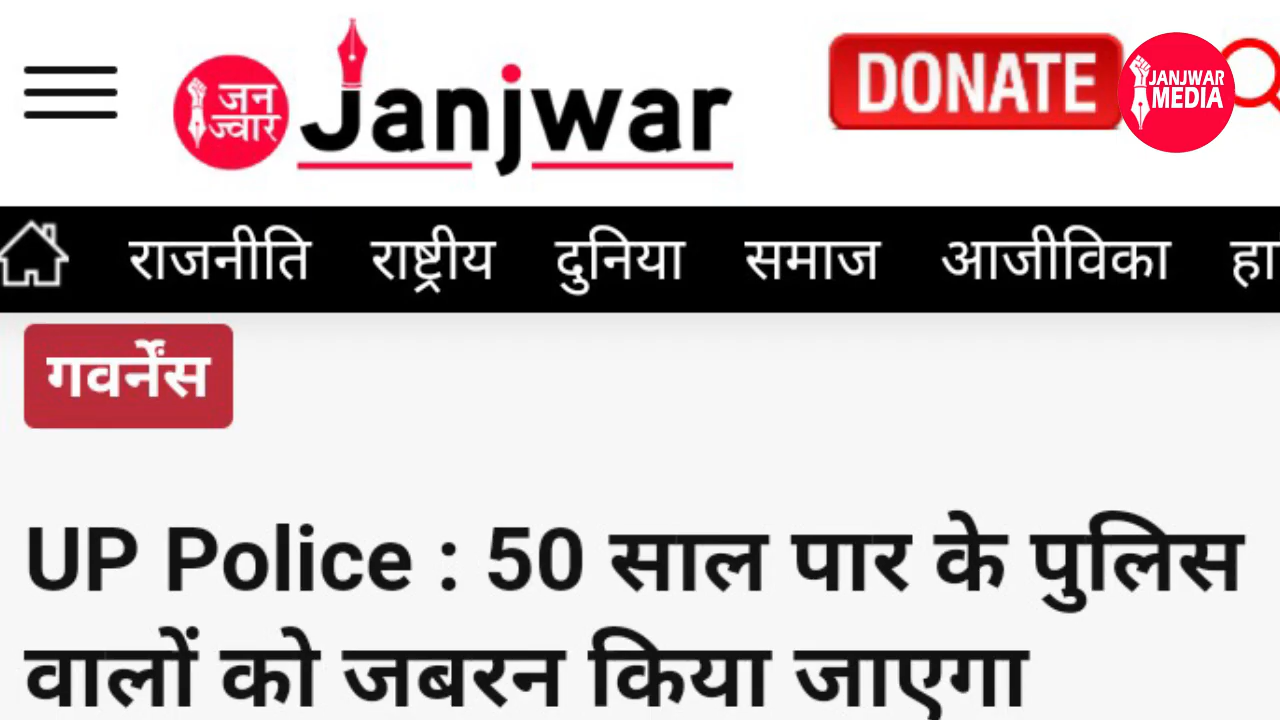 जन
ज्वार
Janjwar
DONATE
JANJWAR
MEDIA
राजनीति राष्ट्रीय दुनिया समाज आजीविका
गवर्नेंस
UP Police : 50 साल पार के पुलिस
वालों को जबरन किया जाएगा